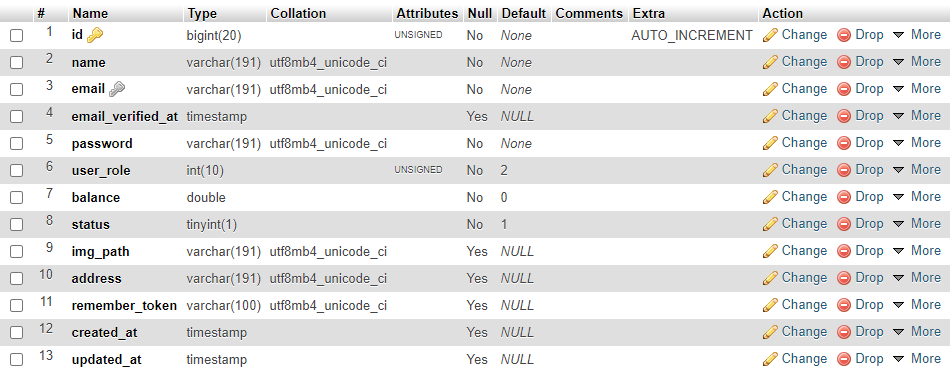 # Name Type Collation Attributes Null Default Comments Extra Action
1 id bigint(20) UNSIGNED No None AUTO_INCREMENT Change Drop More
2 name varchar(191) utf8mb4_unicode_ci No None Change Drop More
3 email varchar(191) utf8mb4_unicode_ci No None Change Drop More
4 email_verified_at timestamp Yes NULL Change Drop More
5 password varchar(191) utf8mb4_unicode_ci No None Change Drop More
6 user_role int(10) UNSIGNED No 2 Change Drop More
7 balance double No 0 Change Drop More
8 status tinyint(1) No 1 Change Drop More
9 img_path varchar(191) utf8mb4_unicode_ci Yes NULL Change Drop More
10 address varchar(191) utf8mb4_unicode_ci Yes NULL Change Drop More
11 remember_token varchar(100) utf8mb4_unicode_ci Yes NULL Change Drop More
12 created_at timestamp Yes NULL Change Drop More
13 updated_at timestamp Yes NULL Change Drop More